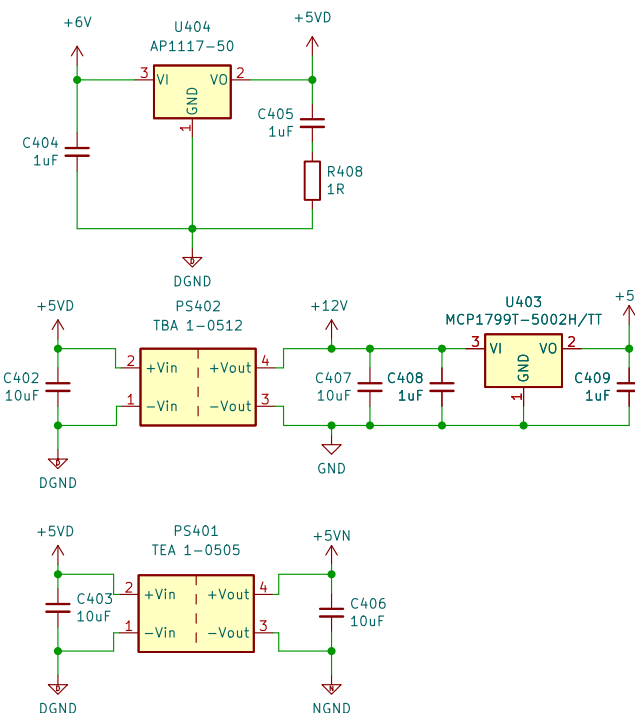 +6V
U404
AP1117-50
+5VD
3 VI
VO 2
GND
1
C404
1uF
C405
1uF
R408
1R
D
DGND
+5VD
PS402
TBA 1-0512
+12V
U403
MCP1799T-5002H/TT
+5
C402
10uF
2 +Vin
+Vout 4
1 -Vin
-Vout 3
C407
10uF
C408
1uF
3 VI
VO 2
GND
1
C409
1uF
D
DGND
GND
+5VD
PS401
TEA 1-0505
+5VN
C403
10uF
2 +Vin
+Vout 4
1 -Vin
-Vout 3
C406
10uF
D
DGND
N
NGND